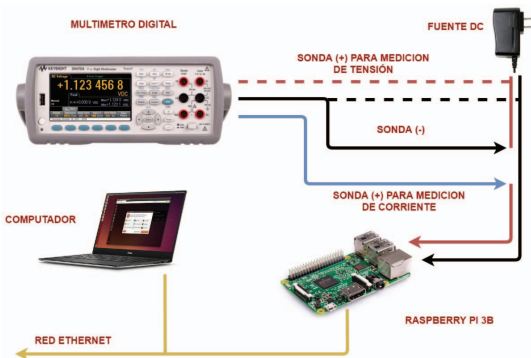 MULTIMETRO DIGITAL
FUENTE DC
KEYSIGHT
SONDA (+) PARA MEDICION
DE TENSIÓN
+1.123 456 8
VDC
SONDA (-)
SONDA (+) PARA MEDICION
DE CORRIENTE
COMPUTADOR
RASPBERRY PI 3B
RED ETHERNET